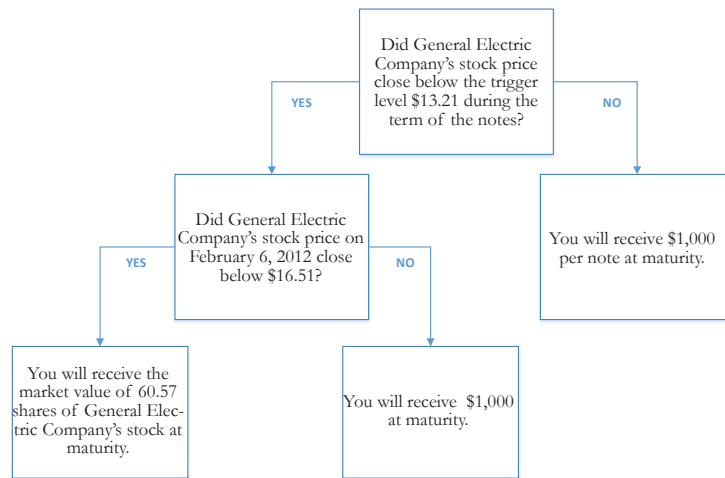 Did General Electric
Company's stock price
close below the trigger
level $13.21 during the
term of the notes?
YES
NO
Did General Electric
Company's stock price on
February 6, 2012 close
below $16.51?
You will receive $1,000
per note at maturity.
YES
NO
You will receive the
market value of 60.57
shares of General Elec-
tric Company's stock at
maturity.
You will receive $1,000
at maturity.